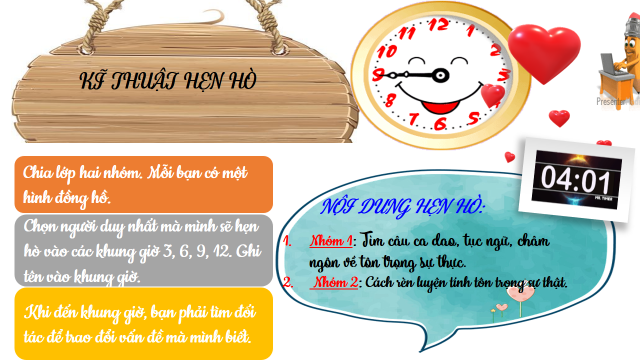 KĨ THUẬT HẸN HÒ
12
1
2
3
4
5
6
7
8
9
10
11
Chia lớp hai nhóm. Mỗi bạn có một
hình đồng hồ.
Chọn người duy nhất mà mình sẽ hẹn
hò vào các khung giờ 3, 6, 9, 12. Ghi
tên vào khung giờ.
Khi đến khung giờ, bạn phải tìm đối
tác để trao đổi vấn đề mà mình biết.
04:01
NỘI DUNG HẸN HÒ:
1. Nhóm 1: Tìm câu ca dao, tục ngữ, châm
ngôn về tôn trọng sự thực.
2. Nhóm 2: Cách rèn luyện tính tôn trọng sự thật.